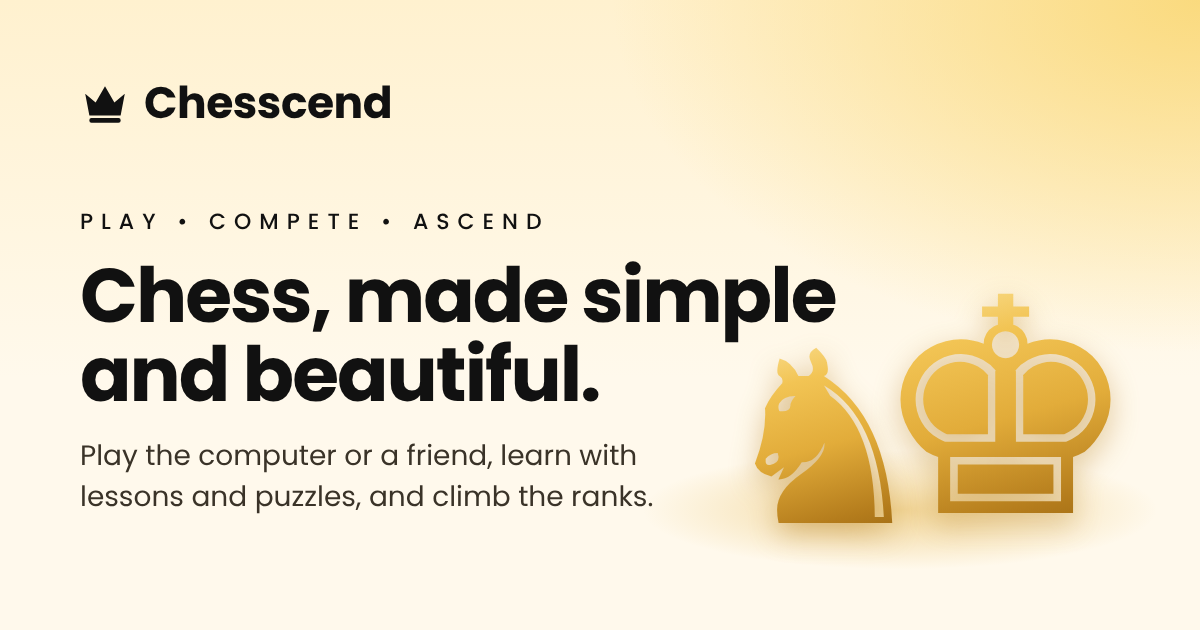 Chesscend
PLAY • COMPETE • ASCEND
Chess, made simple
and beautiful.
Play the computer or a friend, learn with
lessons and puzzles, and climb the ranks.